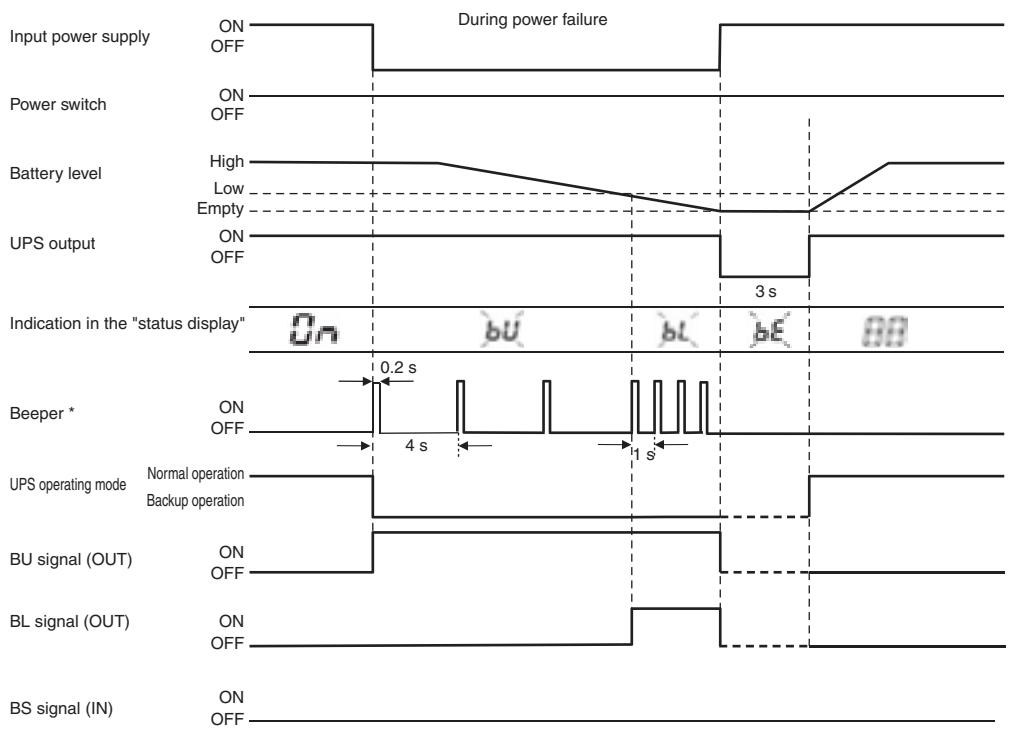 During power failure
Input power supply ON
OFF
Power switch ON
OFF
Battery level High
Low
Empty
UPS output ON
OFF
3 s
Indication in the "status display" On bU bL bE 00
0.2 s
Beeper * ON
OFF
4 s 1 s
UPS operating mode Normal operation
Backup operation
BU signal (OUT) ON
OFF
BL signal (OUT) ON
OFF
BS signal (IN) ON
OFF